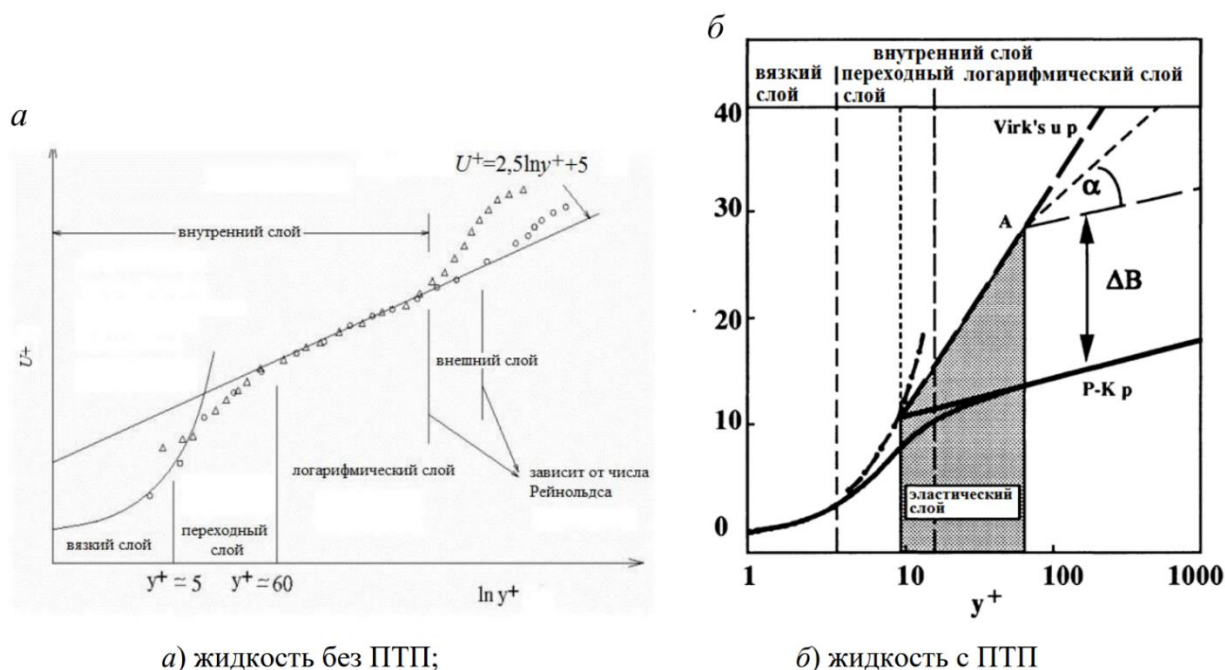 а
U⁺=2,5lny⁺+5
внутренний слой
U+
внешний слой
логарифмический слой
зависит от числа
Рейнольдса
вязкий слой
переходный
слой
y⁺ = 5
y⁺ =60
ln y+
а) жидкость без ПТП;
б
внутренний слой
вязкий
слой
переходный
слой
логарифмический слой
40
30
20
10
0
Virk's u p
α
A
ΔB
P-K p
эластический
слой
1
10
100
1000
y⁺
б) жидкость с ПТП